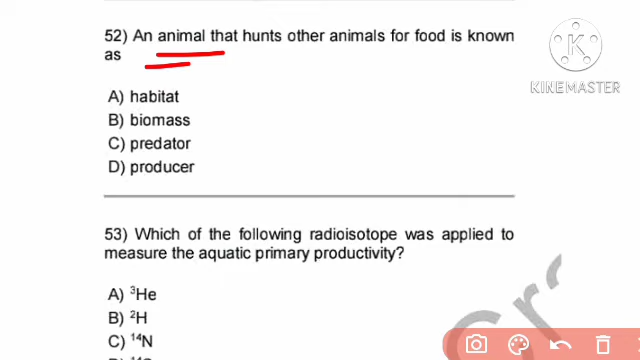 52) An animal that hunts other animals for food is known
as
A) habitat
B) biomass
C) predator
D) producer
53) Which of the following radioisotope was applied to
measure the aquatic primary productivity?
A) ³He
B) ²H
C) ¹⁴N
K
KINEMASTER